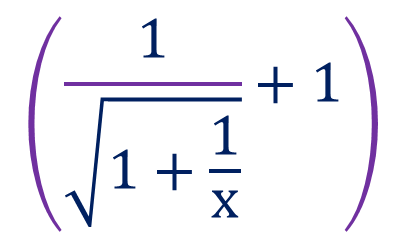 (1/√(1 + 1/x) + 1)